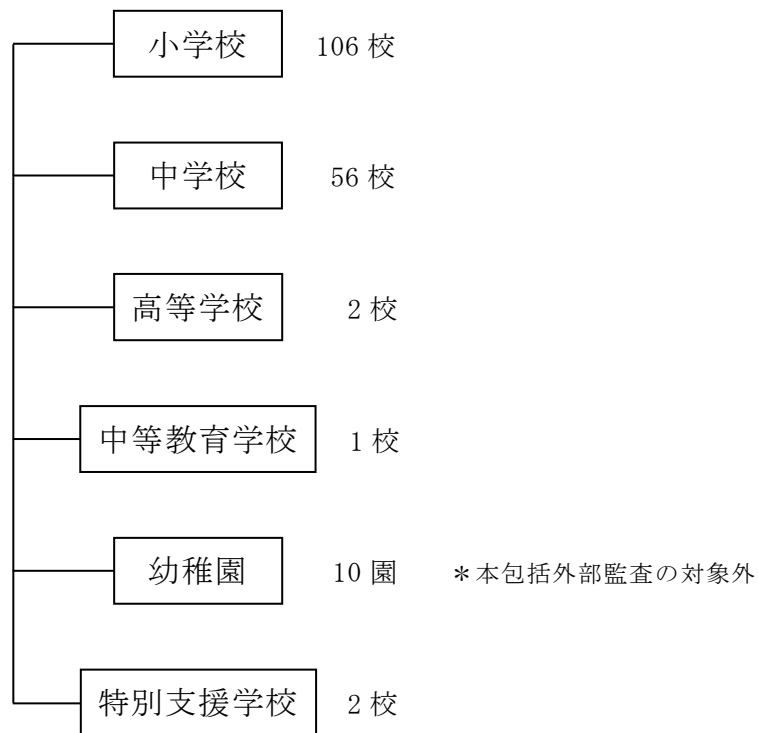 小学校 106 校
中学校 56 校
高等学校 2 校
中等教育学校 1 校
幼稚園 10 園 ＊本包括外部監査の対象外
特別支援学校 2 校